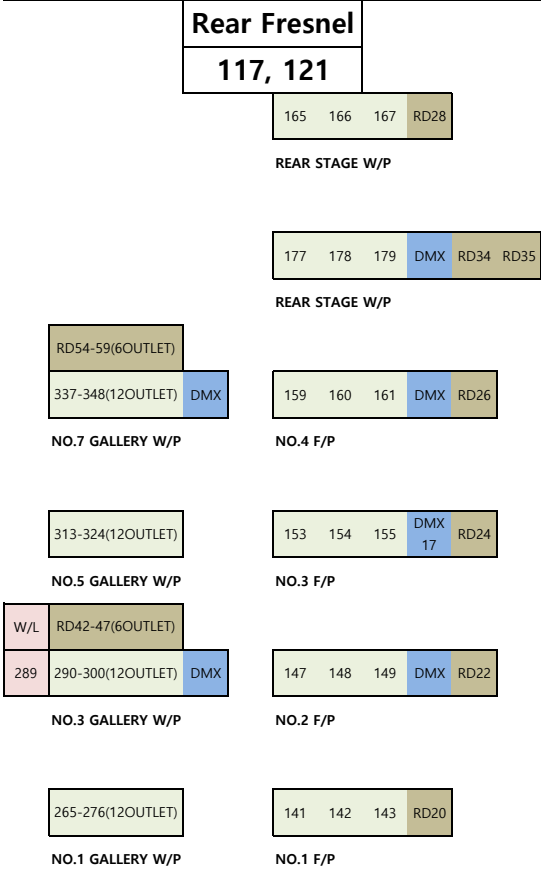 Rear Fresnel
117, 121
165 166 167 RD28
REAR STAGE W/P
177 178 179 DMX RD34 RD35
REAR STAGE W/P
RD54-59(6OUTLET)
337-348(12OUTLET) DMX
NO.7 GALLERY W/P
159 160 161 DMX RD26
NO.4 F/P
313-324(12OUTLET)
NO.5 GALLERY W/P
153 154 155 DMX 17 RD24
NO.3 F/P
W/L RD42-47(6OUTLET)
289 290-300(12OUTLET) DMX
NO.3 GALLERY W/P
147 148 149 DMX RD22
NO.2 F/P
265-276(12OUTLET)
NO.1 GALLERY W/P
141 142 143 RD20
NO.1 F/P